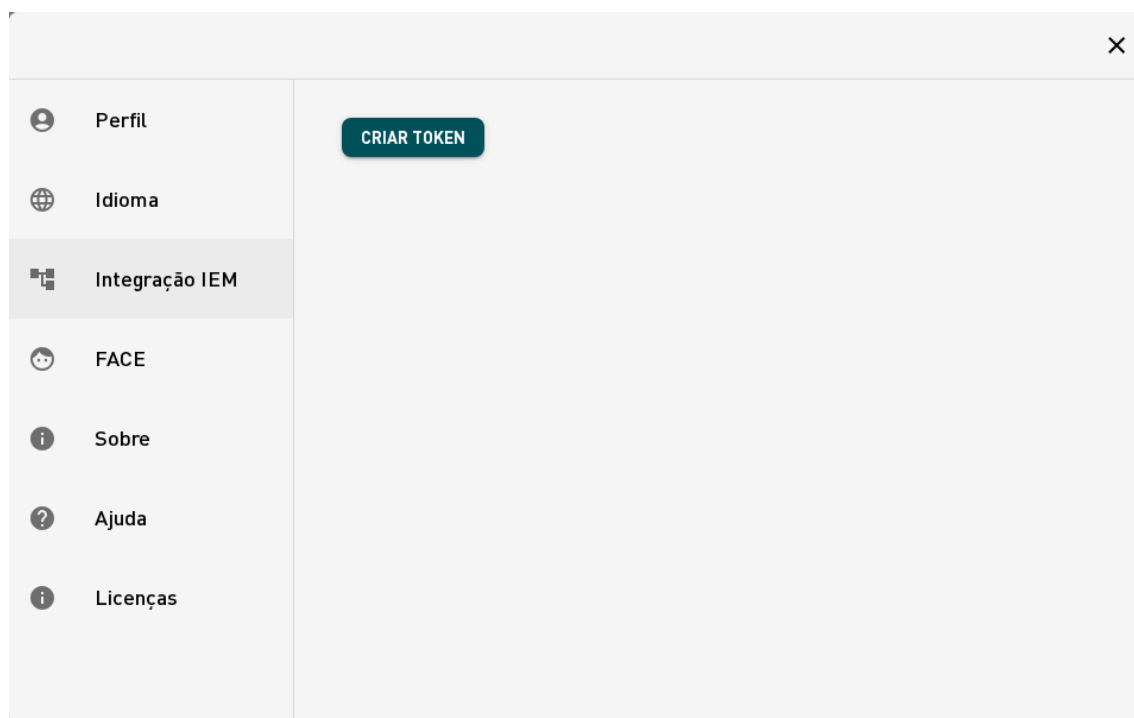 Perfil
CRIAR TOKEN
Idioma
Integração IEM
FACE
Sobre
Ajuda
Licenças